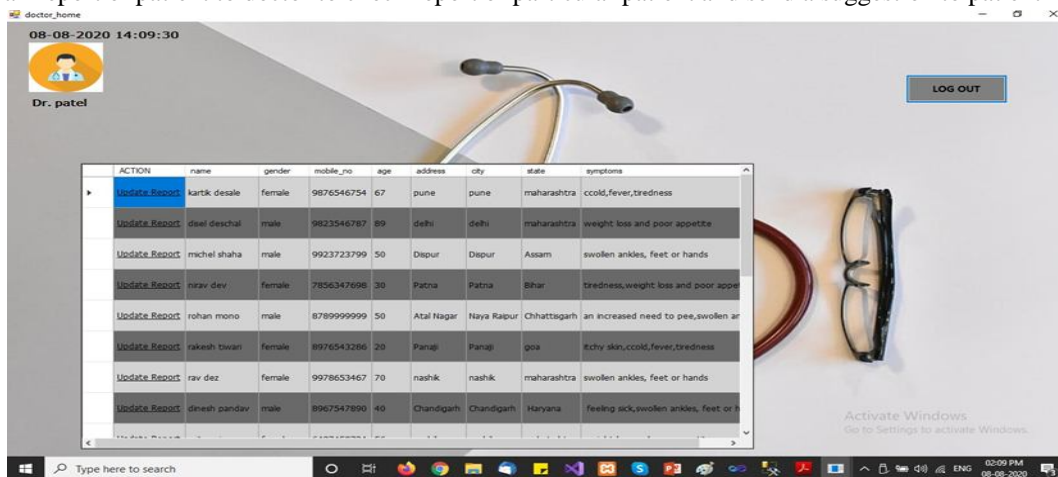 doctor_home
08-08-2020 14:09:30
Dr. patel
LOG OUT
ACTION name gender mobile_no age address city state symptoms
Update Report kartik desale female 9876546754 67 pune pune maharashtra ccold,fever,tiredness
Update Report disel deschal male 9823546787 89 delhi delhi maharashtra weight loss and poor appetite
Update Report michel shaha male 9923723799 50 Dispur Dispur Assam swollen ankles, feet or hands
Update Report nirav dev female 7856347698 30 Patna Patna Bihar tiredness,weight loss and poor appet
Update Report rohan mono male 8789999999 50 Atal Nagar Naya Raipur Chhattisgarh an increased need to pee,swollen an
Update Report rakesh tiwari female 8976543286 20 Panaji Panaji goa itchy skin,ccold,fever,tiredness
Update Report rav dez female 9978653467 70 nashik nashik maharashtra swollen ankles, feet or hands
Update Report dinesh pandav male 8967547890 40 Chandigarh Chandigarh Haryana feeling sick,swollen ankles, feet or h
Activate Windows
Go to Settings to activate Windows.
Type here to search
ENG
02:09 PM
08-08-2020